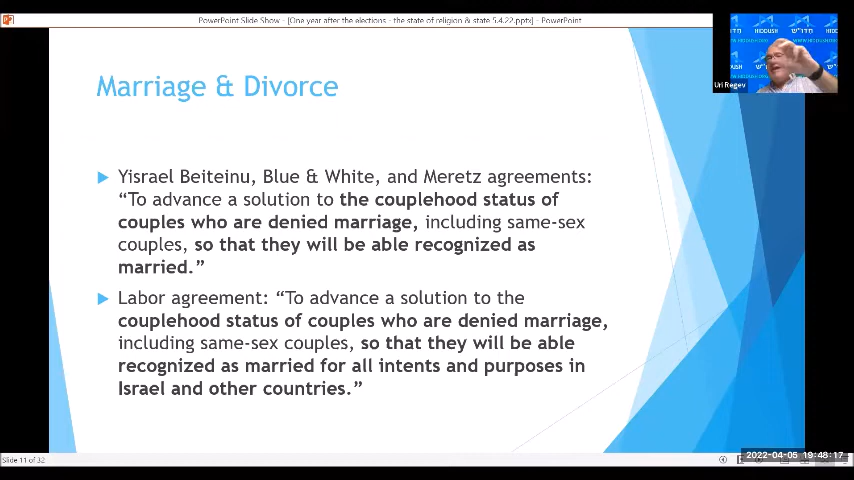 PowerPoint Slide Show - [One year after the elections - the state of religion & state 5.4.22.pptx] - PowerPoint
HIDDUSH
חדו"ש
WWW.HIDDUSH
Uri Regev
Marriage & Divorce
Yisrael Beiteinu, Blue & White, and Meretz agreements:
“To advance a solution to the couplehood status of
couples who are denied marriage, including same-sex
couples, so that they will be able recognized as
married.”
Labor agreement: “To advance a solution to the
couplehood status of couples who are denied marriage,
including same-sex couples, so that they will be able
recognized as married for all intents and purposes in
Israel and other countries.”
Slide 11 of 32
2022-04-05 19:48:17